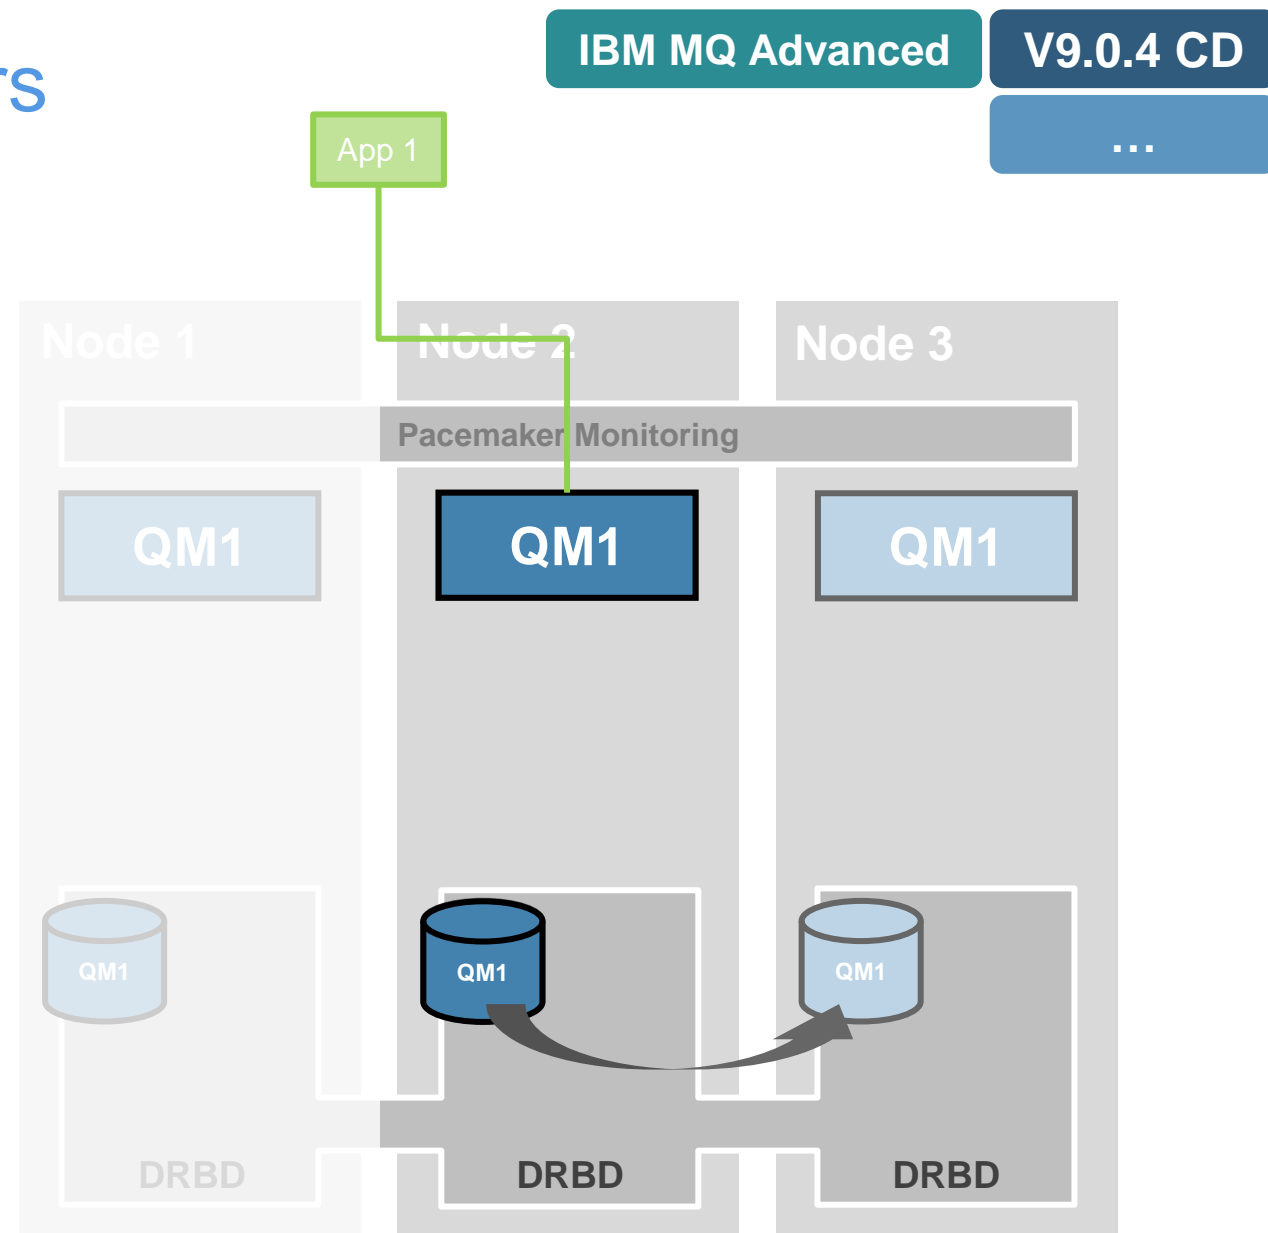 rs
IBM MQ Advanced
V9.0.4 CD
...
App 1
Node 1
Node 2
Node 3
Pacemaker Monitoring
QM1
QM1
QM1
QM1
QM1
QM1
DRBD
DRBD
DRBD